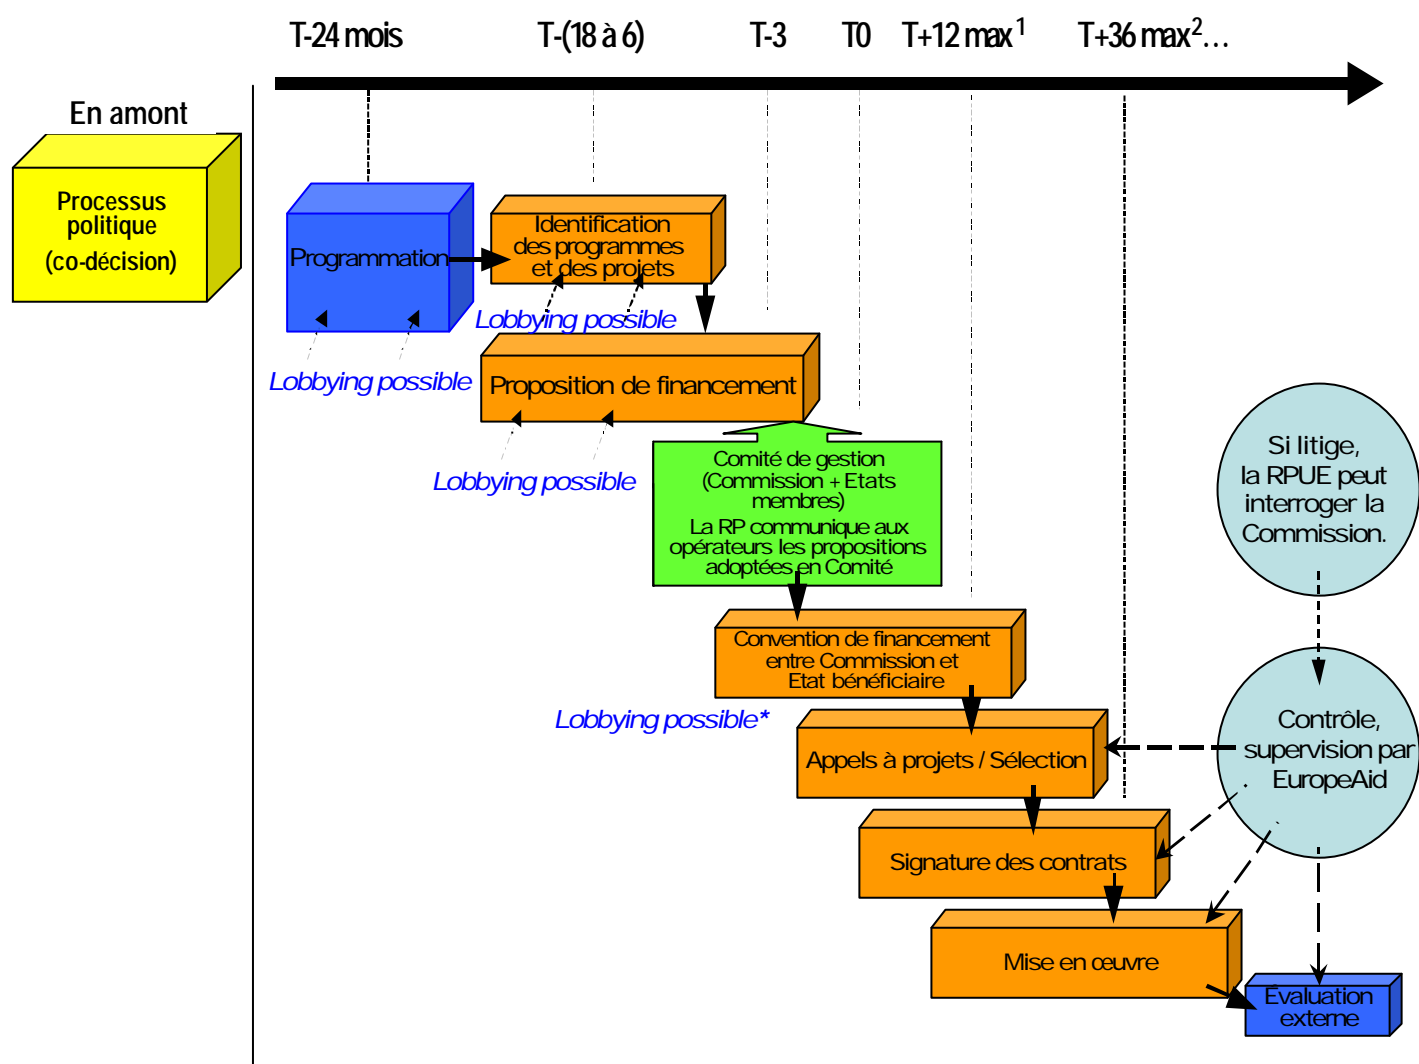 T-24 mois T-(18 à 6) T-3 T0 T+12 max1 T+36 max2…
En amont
Processus
politique
(co-décision)
Programmation
Identification
des programmes
et des projets
Lobbying possible
Lobbying possible
Proposition de financement
Lobbying possible
Comité de gestion
(Commission + Etats
membres)
La RP communique aux
opérateurs les propositions
adoptées en Comité
Si litige,
la RPUE peut
interroger la
Commission.
Convention de financement
entre Commission et
Etat bénéficiaire
Lobbying possible*
Appels à projets / Sélection
Contrôle,
supervision par
EuropeAid
Signature des contrats
Mise en œuvre
Évaluation
externe